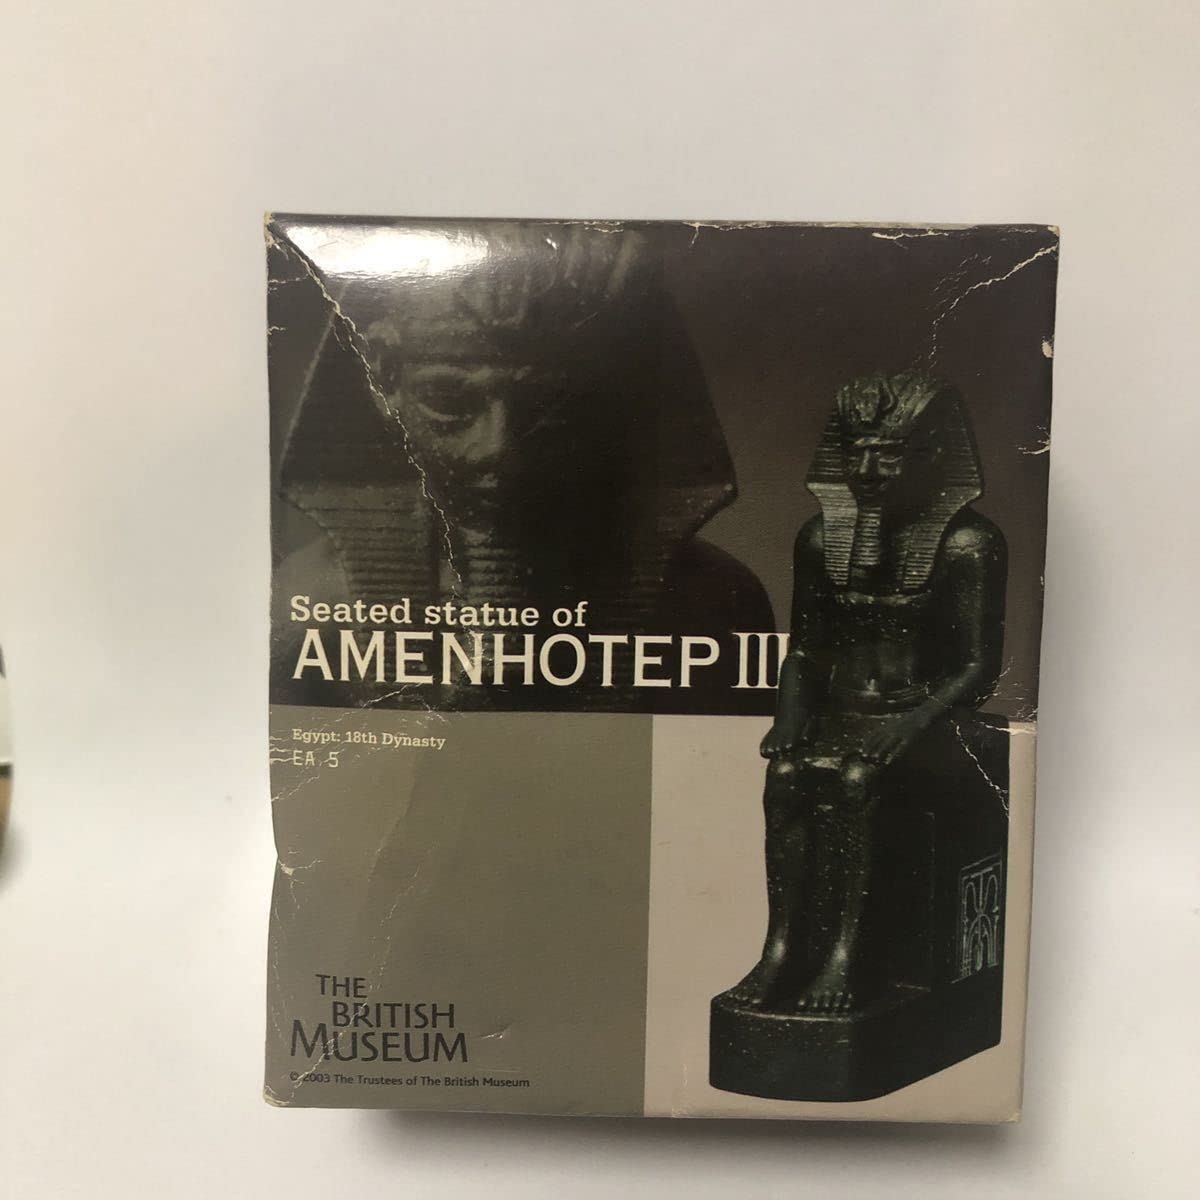 Seated statue of
AMENHOTEP III
Egypt: 18th Dynasty
EA 5
THE
BRITISH
MUSEUM
© 2003 The Trustees of The British Museum